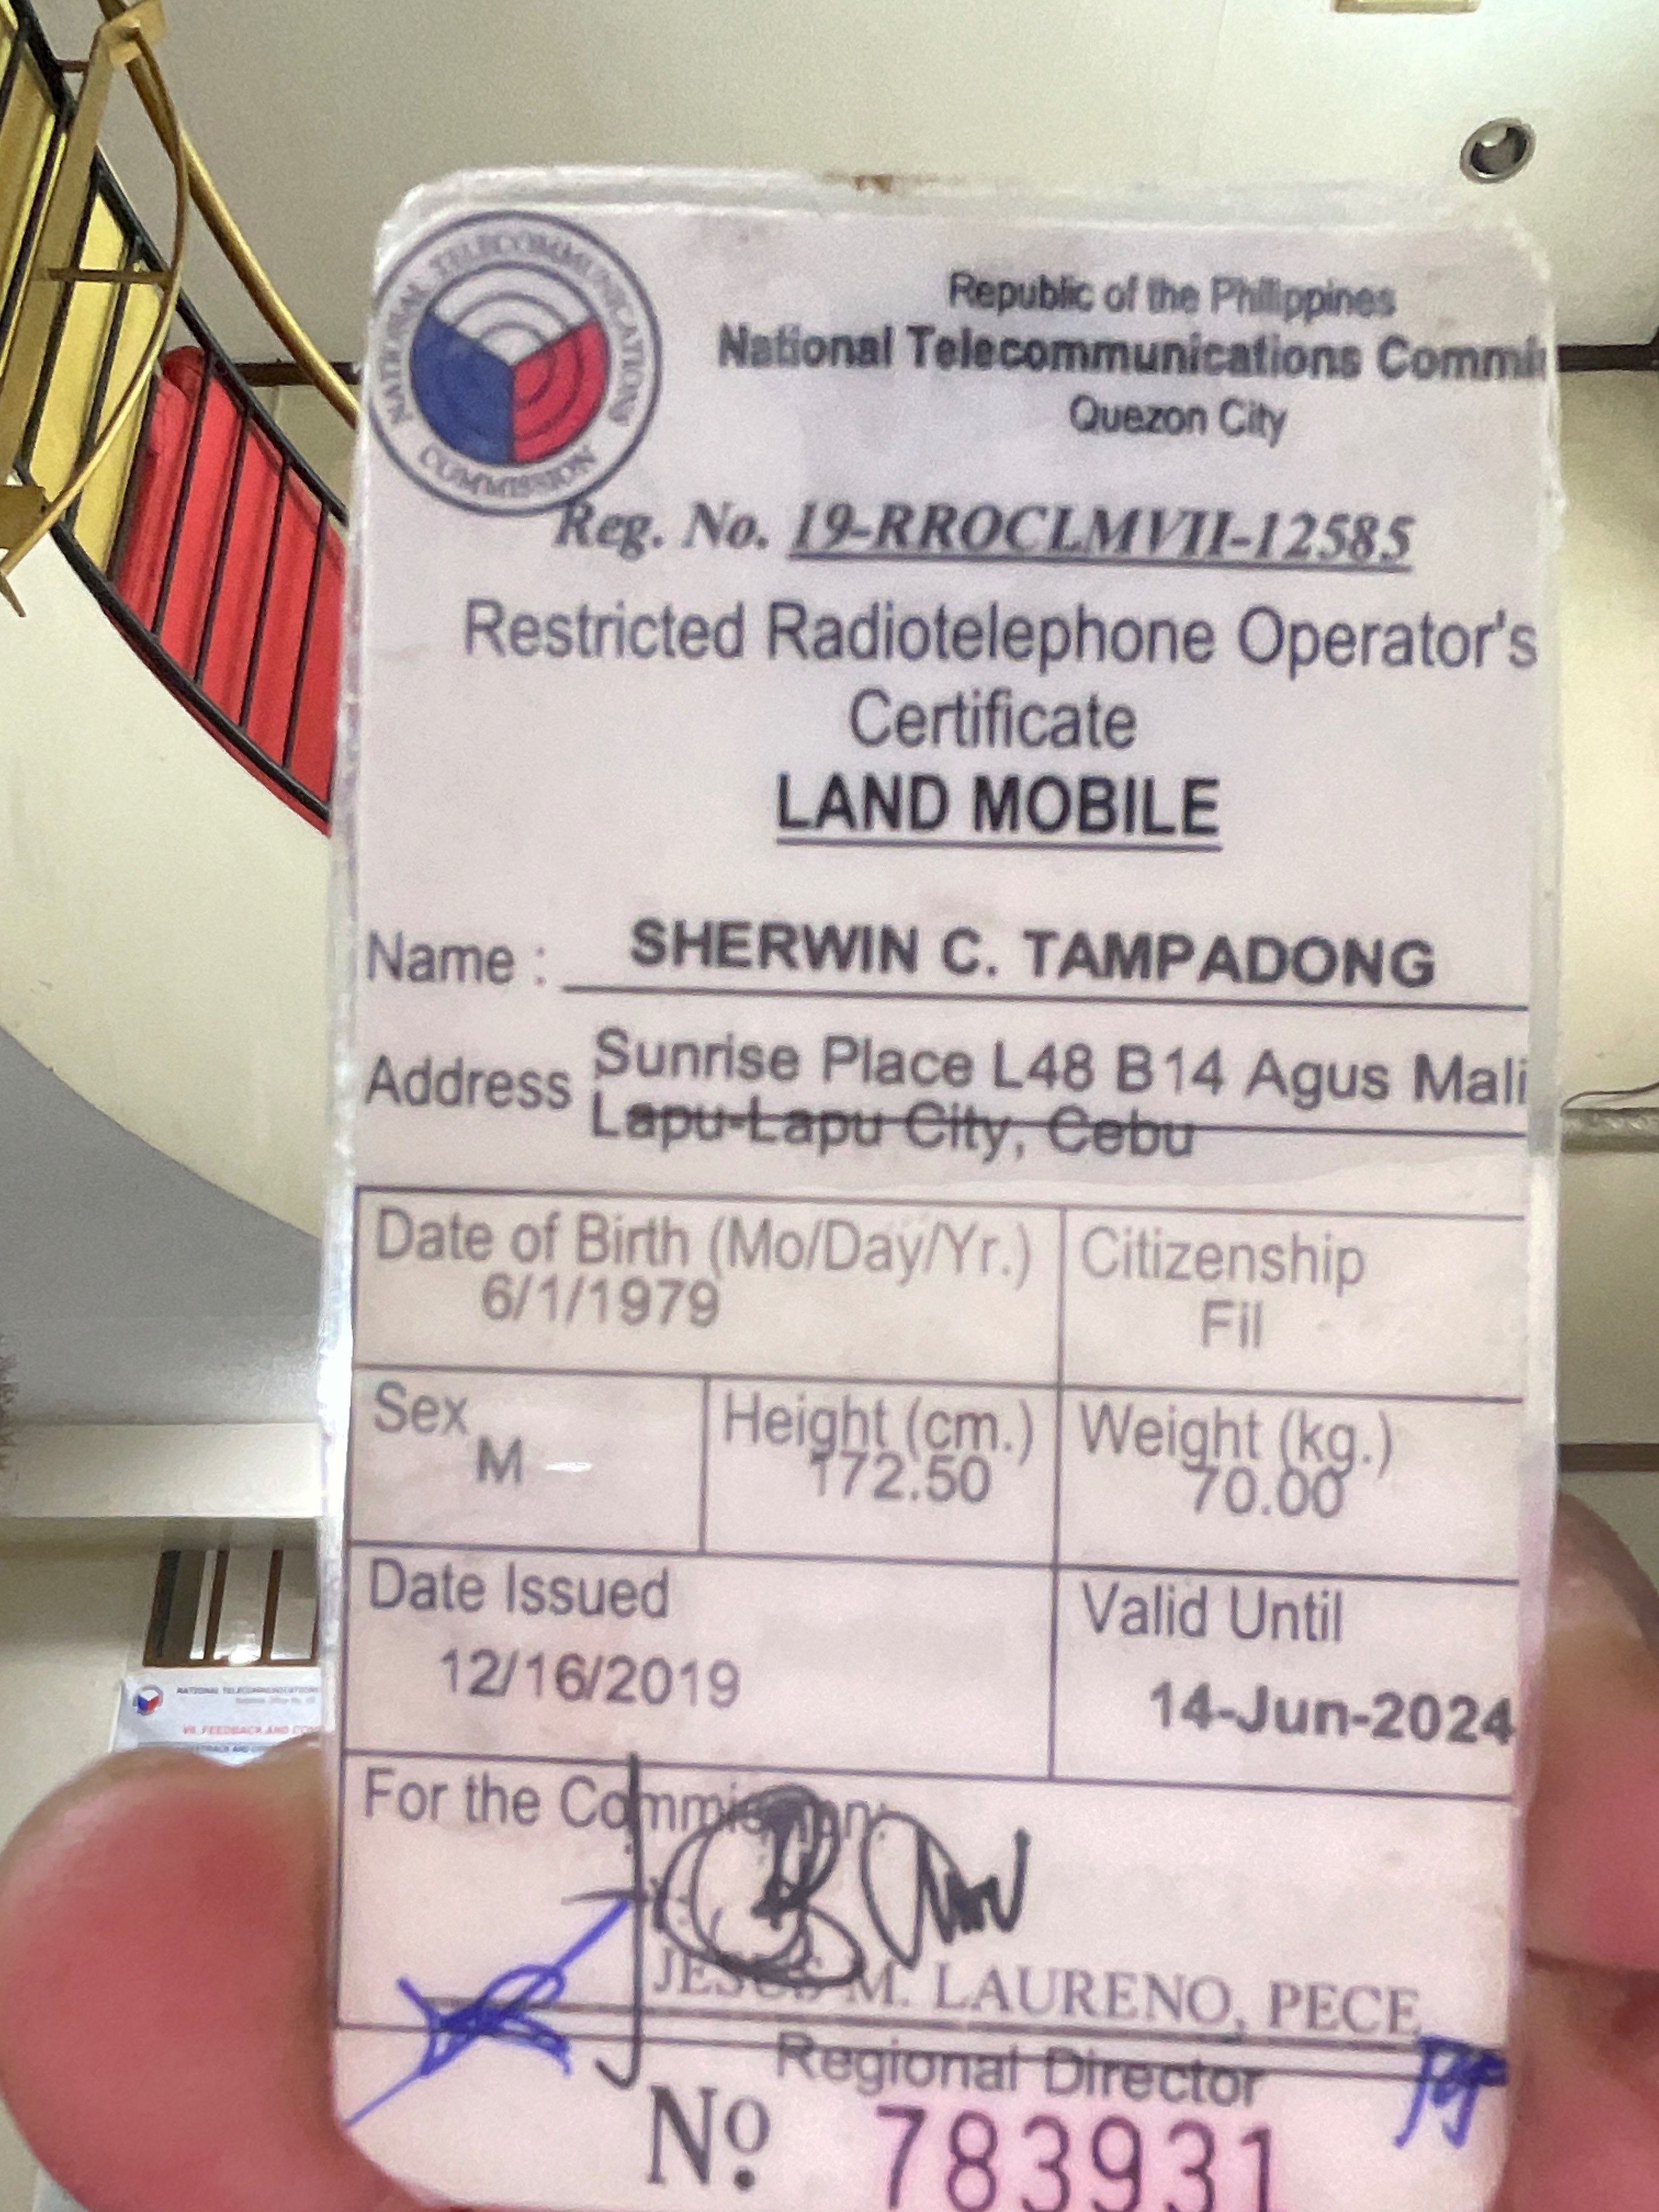 NATIONAL TELECOMMUNICATIONS COMMISSION
Republic of the Philippines
National Telecommunications Commi
Quezon City
Reg. No. 19-RROCLMVII-12585
Restricted Radiotelephone Operator's
Certificate
LAND MOBILE
Name : SHERWIN C. TAMPADONG
Address Sunrise Place L48 B14 Agus Mali
Lapu-Lapu City, Cebu
Date of Birth (Mo/Day/Yr.) Citizenship
6/1/1979 Fil
Sex Height (cm.) Weight (kg.)
M 172.50 70.00
Date Issued Valid Until
12/16/2019 14-Jun-2024
For the Commission:
JESUS M. LAURENO, PECE
Regional Director
Nº 783931
NATIONAL TELECOMMUNICATIONS
VII. FEEDBACK AND